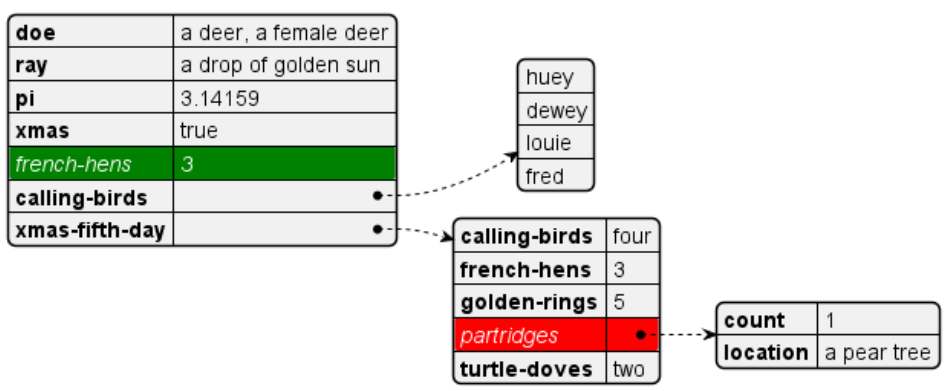 doe a deer, a female deer
ray a drop of golden sun
pi 3.14159
xmas true
french-hens 3
calling-birds
xmas-fifth-day
huey
dewey
louie
fred
calling-birds four
french-hens 3
golden-rings 5
partridges
turtle-doves two
count 1
location a pear tree